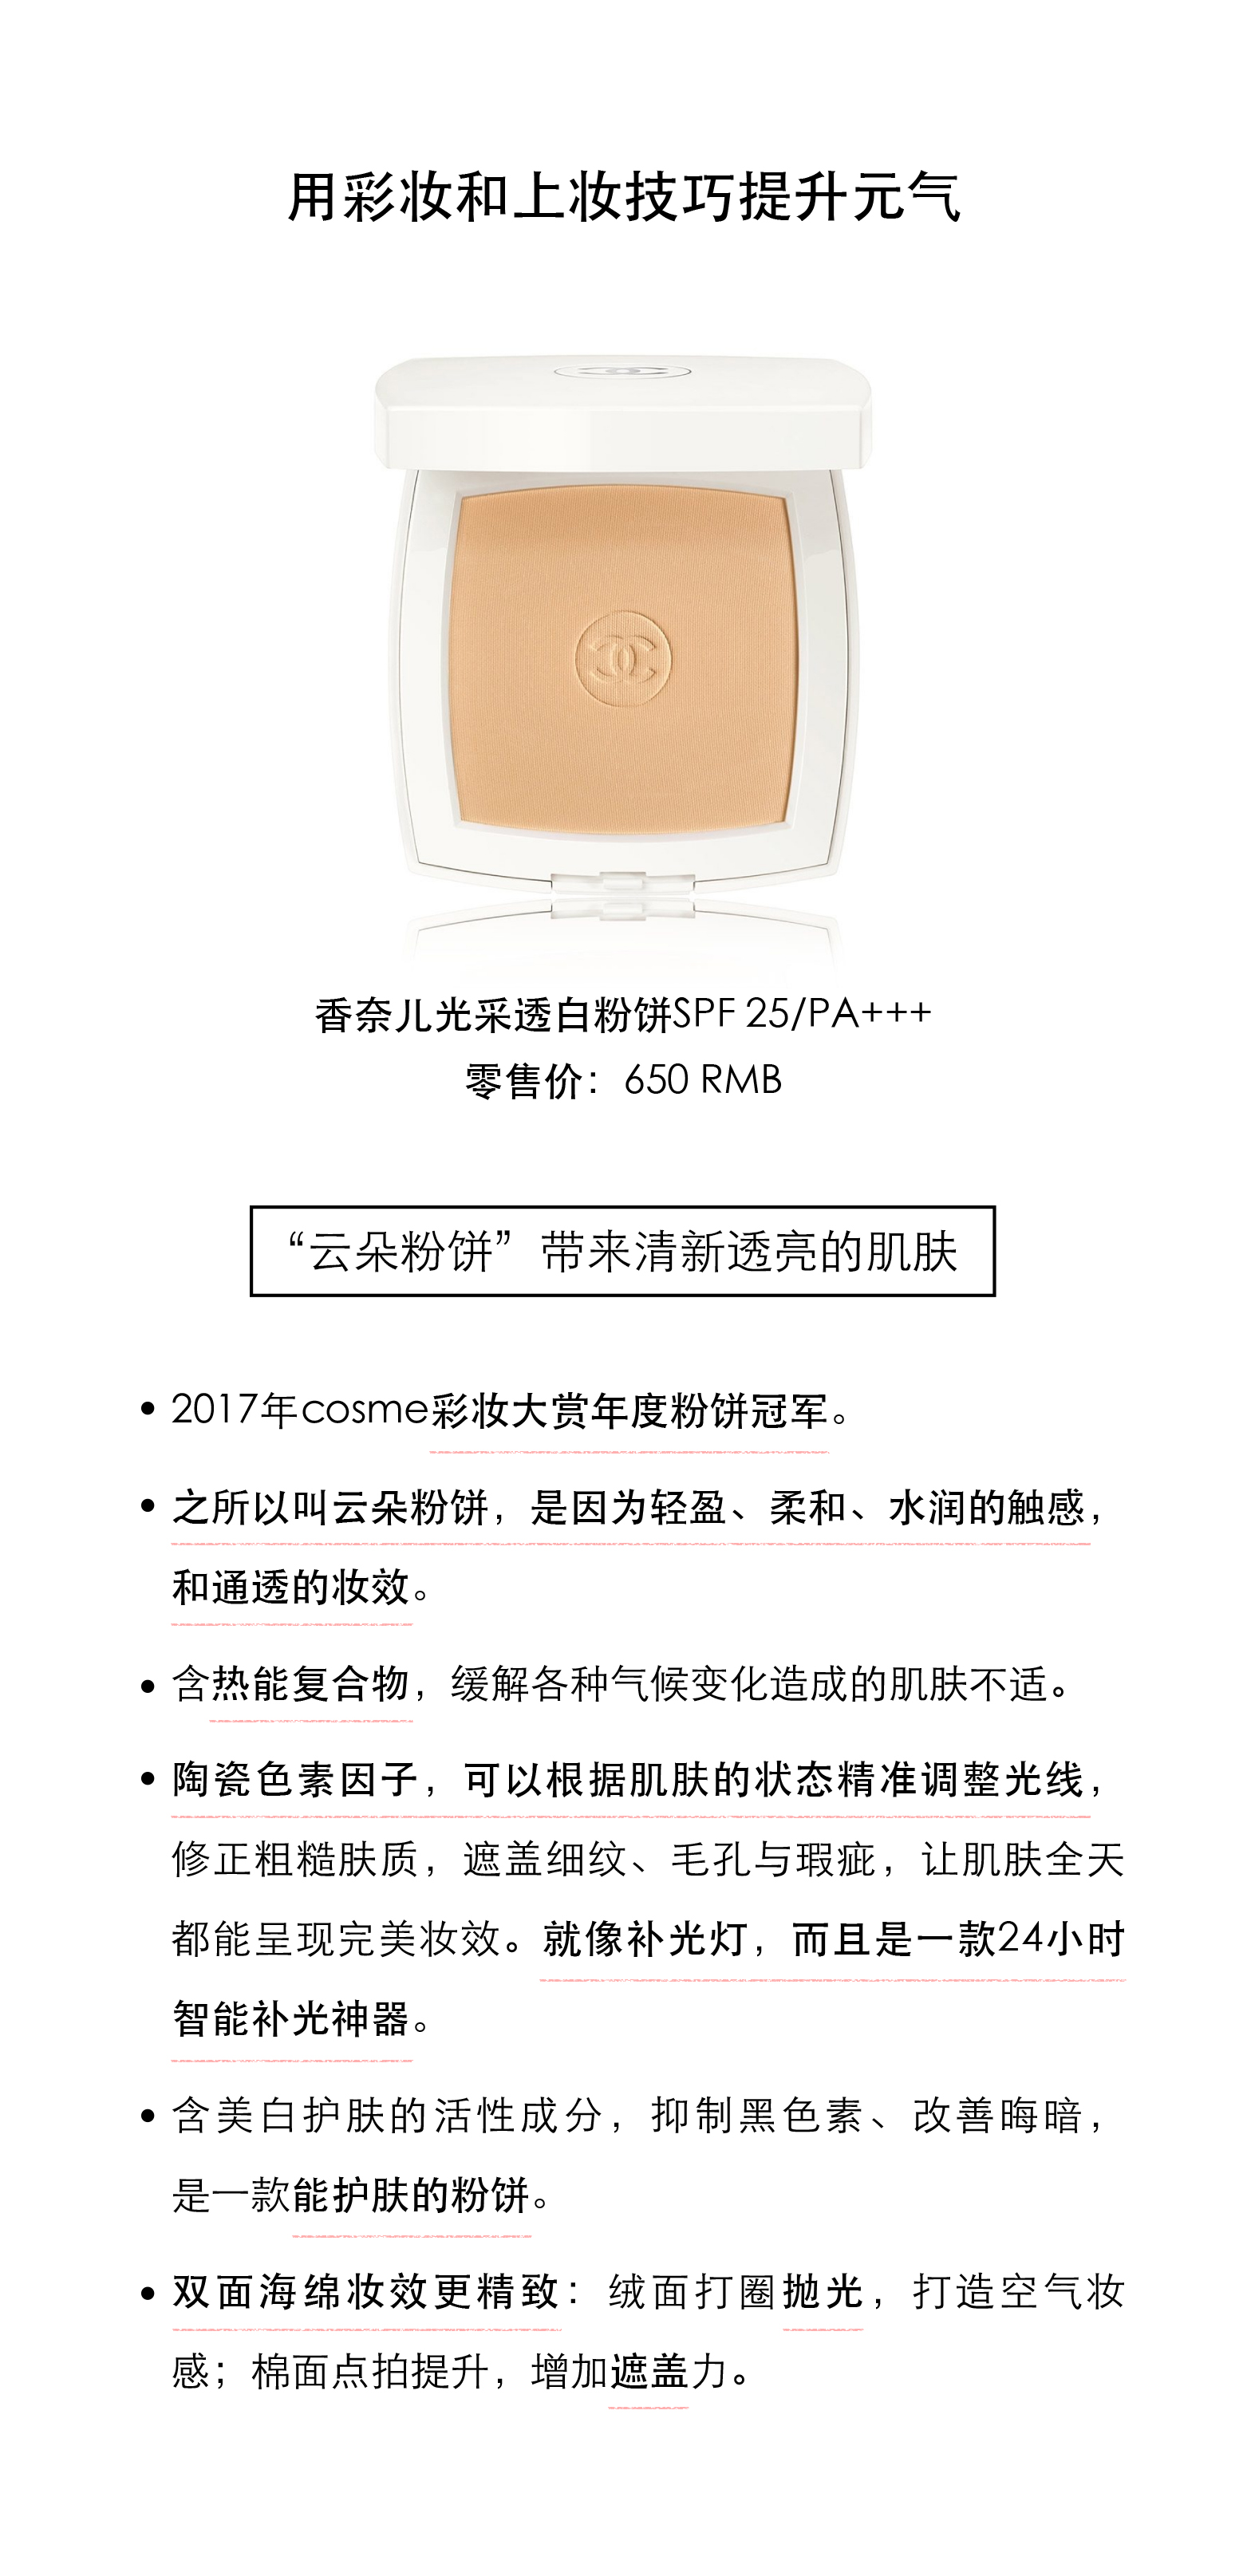 用彩妆和上妆技巧提升元气
香奈儿光采透白粉饼SPF 25/PA+++
零售价：650 RMB
“云朵粉饼”带来清新透亮的肌肤
• 2017年cosme彩妆大赏年度粉饼冠军。
• 之所以叫云朵粉饼，是因为轻盈、柔和、水润的触感，
和通透的妆效。
• 含热能复合物，缓解各种气候变化造成的肌肤不适。
• 陶瓷色素因子，可以根据肌肤的状态精准调整光线，
修正粗糙肤质，遮盖细纹、毛孔与瑕疵，让肌肤全天
都能呈现完美妆效。就像补光灯，而且是一款24小时
智能补光神器。
• 含美白护肤的活性成分，抑制黑色素、改善晦暗，
是一款能护肤的粉饼。
• 双面海绵妆效更精致：绒面打圈抛光，打造空气妆
感；棉面点拍提升，增加遮盖力。